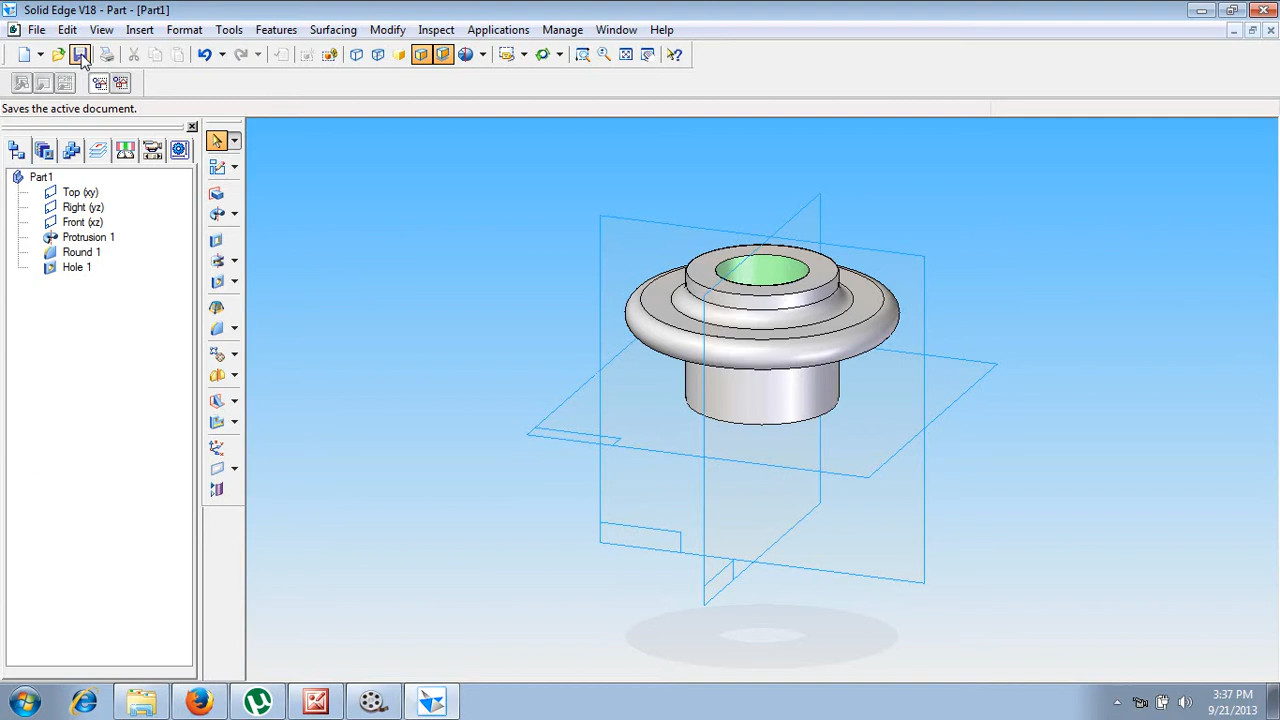 Solid Edge V18 - Part - [Part1]
File Edit View Insert Format Tools Features Surfacing Modify Inspect Applications Manage Window Help
Saves the active document.
Part1
Top (xy)
Right (yz)
Front (xz)
Protrusion 1
Round 1
Hole 1
3:37 PM
9/21/2013